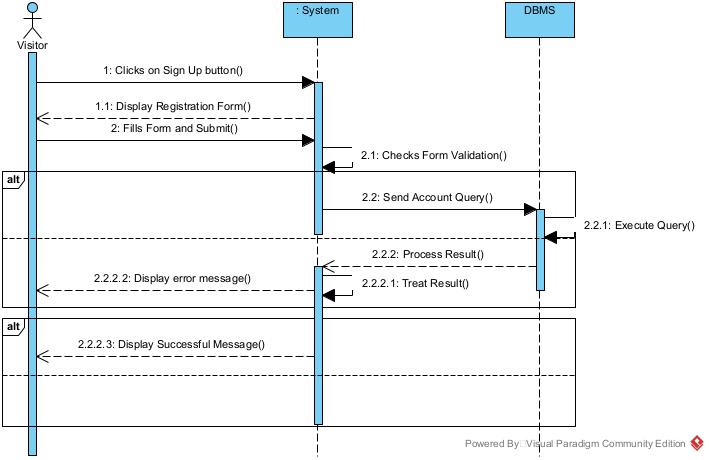 : System
DBMS
Visitor
1: Clicks on Sign Up button()
1.1: Display Registration Form()
2: Fills Form and Submit()
2.1: Checks Form Validation()
alt
2.2: Send Account Query()
2.2.1: Execute Query()
2.2.2: Process Result()
2.2.2.2: Display error message()
2.2.2.1: Treat Result()
alt
2.2.2.3: Display Successful Message()
Powered By Visual Paradigm Community Edition